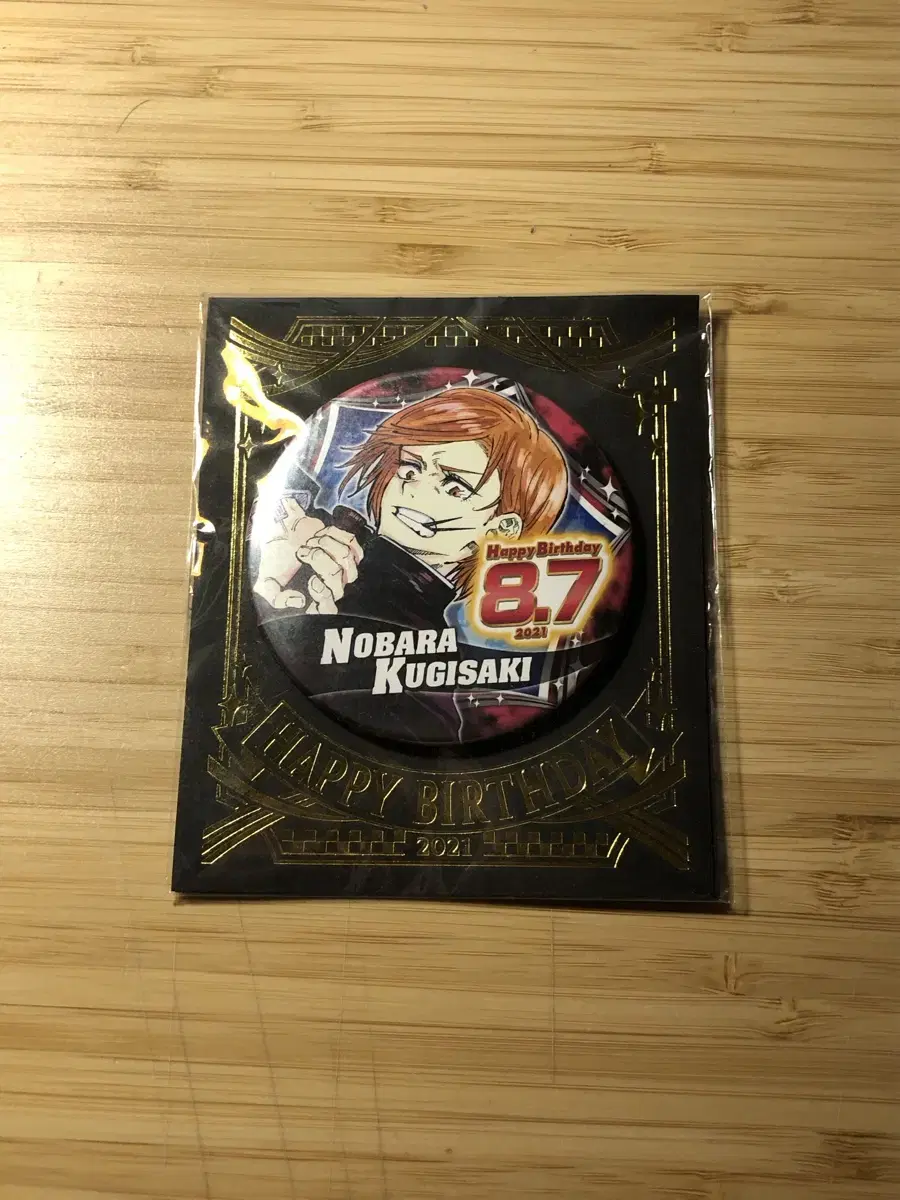 Happy Birthday
8.7
2021
NOBARA
KUGISAKI
HAPPY BIRTHDAY
2021